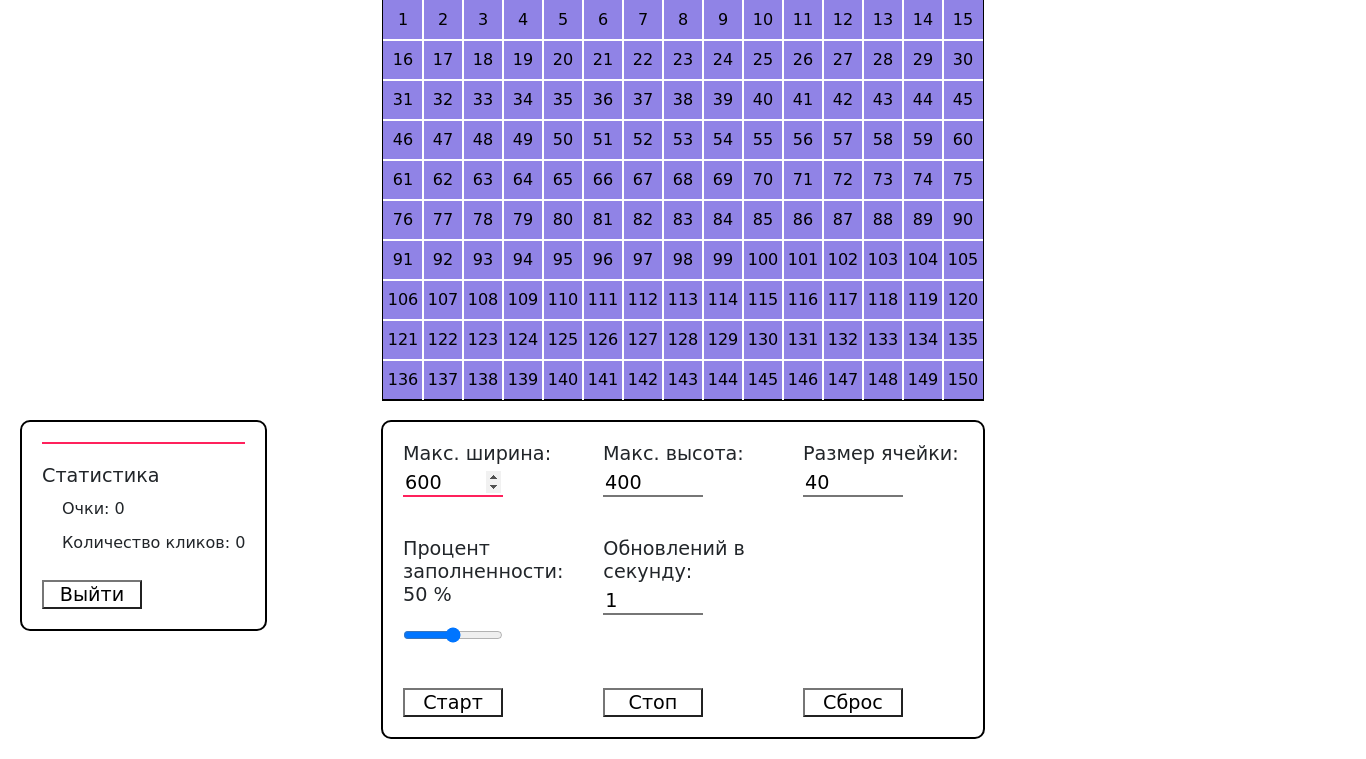 1 2 3 4 5 6 7 8 9 10 11 12 13 14 15
16 17 18 19 20 21 22 23 24 25 26 27 28 29 30
31 32 33 34 35 36 37 38 39 40 41 42 43 44 45
46 47 48 49 50 51 52 53 54 55 56 57 58 59 60
61 62 63 64 65 66 67 68 69 70 71 72 73 74 75
76 77 78 79 80 81 82 83 84 85 86 87 88 89 90
91 92 93 94 95 96 97 98 99 100 101 102 103 104 105
106 107 108 109 110 111 112 113 114 115 116 117 118 119 120
121 122 123 124 125 126 127 128 129 130 131 132 133 134 135
136 137 138 139 140 141 142 143 144 145 146 147 148 149 150
Статистика
Очки: 0
Количество кликов: 0
Выйти
Макс. ширина:
600
Макс. высота:
400
Размер ячейки:
40
Процент
заполненности:
50 %
Обновлений в
секунду:
1
Старт
Стоп
Сброс